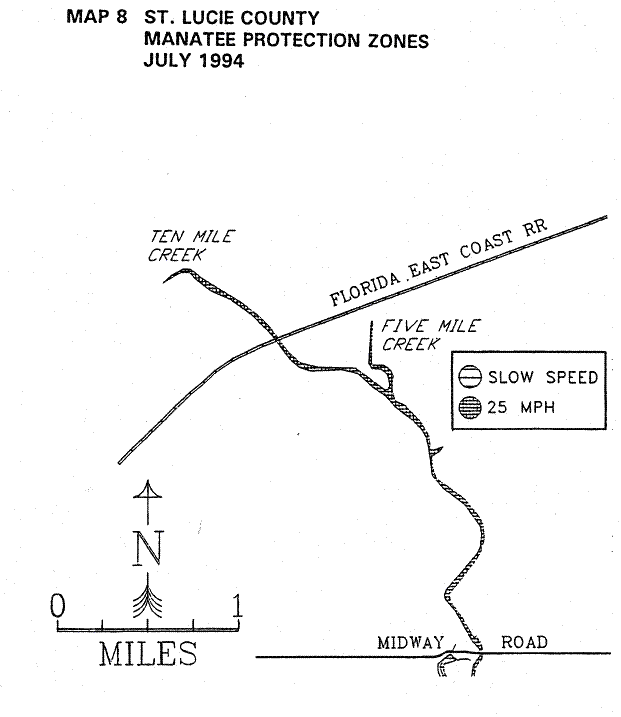 MAP 8 ST. LUCIE COUNTY
MANATEE PROTECTION ZONES
JULY 1994
TEN MILE
CREEK
FLORIDA EAST COAST RR
FIVE MILE
CREEK
SLOW SPEED
25 MPH
N
0 1
MILES
MIDWAY ROAD